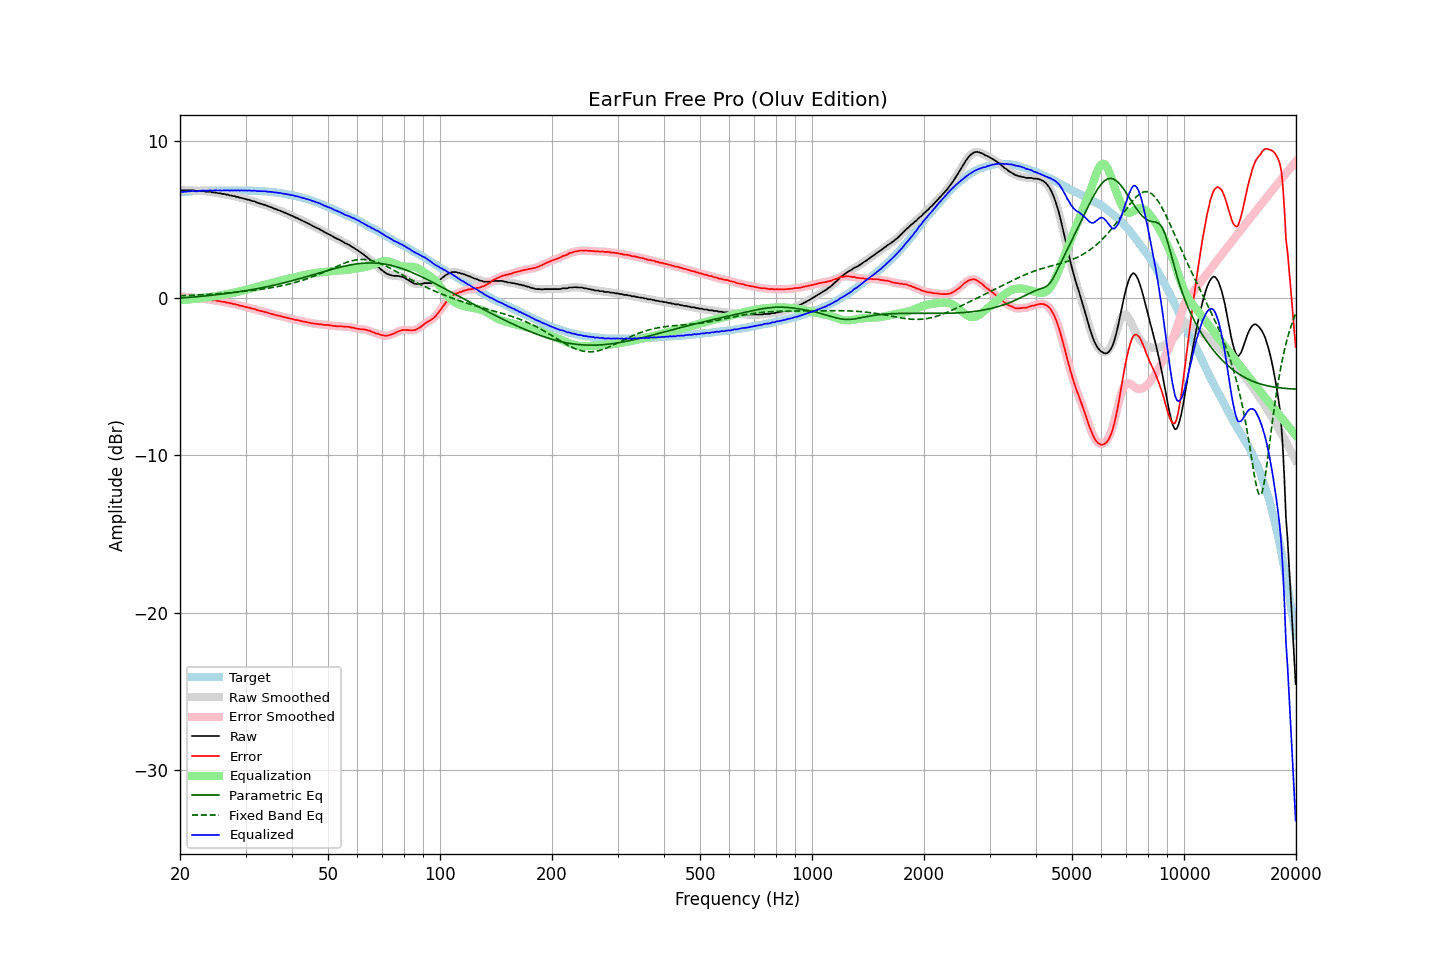 EarFun Free Pro (Oluv Edition)
Amplitude (dBr)
10
0
−10
−20
−30
Target
Raw Smoothed
Error Smoothed
Raw
Error
Equalization
Parametric Eq
Fixed Band Eq
Equalized
20 50 100 200 500 1000 2000 5000 10000 20000
Frequency (Hz)